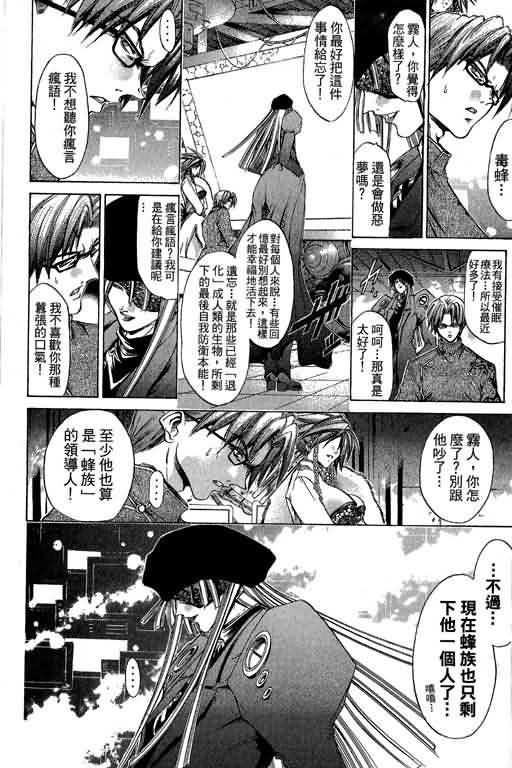 霧人，你覺得
怎麼樣了？
毒蜂…
還是會做惡
夢嗎？
我有接受催眠
療法…所以最近
好多了！
呵呵…那真是
太好了！
你最好把這件
事情給忘了！
對每個人來說…有些回
憶最好別想起來，這樣
才能幸福地活下去！
遺忘…就是那些已經「退
化」成人類的生物，所剩
下的最後自我防衛本能！
我不想聽你瘋言
瘋語！
瘋言瘋語？我可
是在給你建議呢
我不喜歡你那種
囂張的口氣！
霧人，你怎
麼了？別跟
他吵了…
…
至少他也算
是「蜂族」
的領導人！
…不過…
現在蜂族也只剩
下他一個人了…
嘻嘻…
…